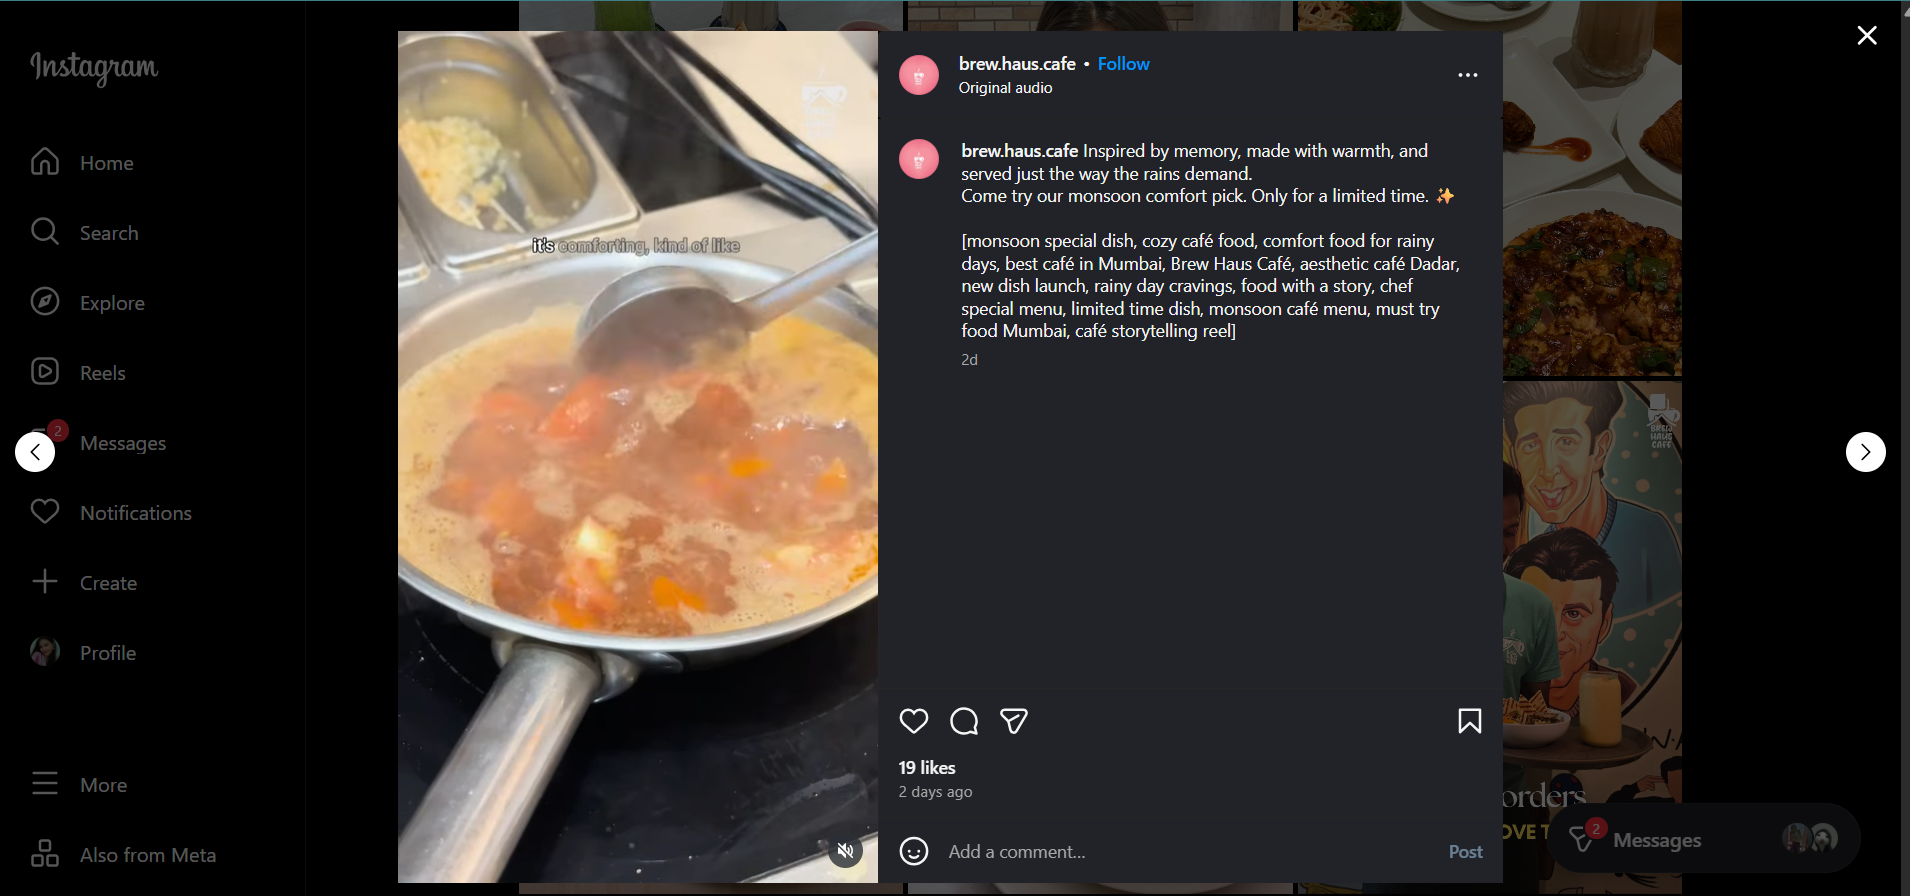 Instagram
Home
Search
Explore
Reels
2
Messages
Notifications
Create
Profile
More
Also from Meta
it's comforting, kind of like
brew.haus.cafe • Follow
Original audio
brew.haus.cafe Inspired by memory, made with warmth, and
served just the way the rains demand.
Come try our monsoon comfort pick. Only for a limited time. ✨
[monsoon special dish, cozy café food, comfort food for rainy
days, best café in Mumbai, Brew Haus Café, aesthetic café Dadar,
new dish launch, rainy day cravings, food with a story, chef
special menu, limited time dish, monsoon café menu, must try
food Mumbai, café storytelling reel]
2d
19 likes
2 days ago
Add a comment...
Post
BREW
HAUS
CAFE
orders
OVE T
2
Messages